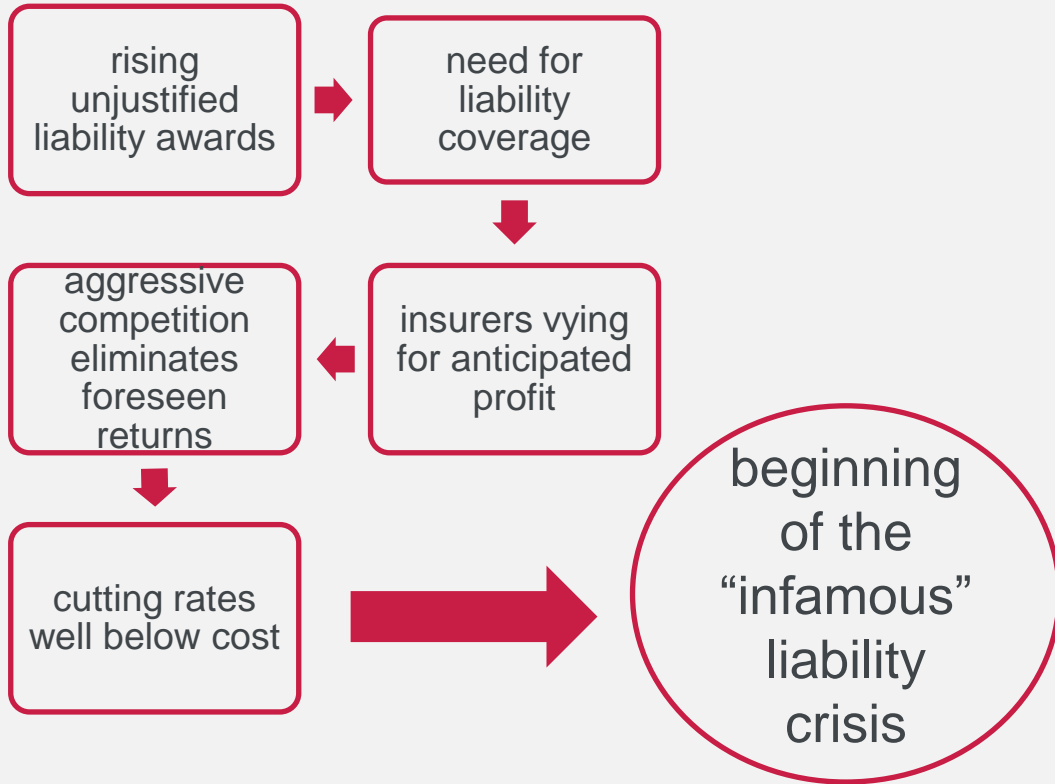 rising
unjustified
liability awards
need for
liability
coverage
insurers vying
for anticipated
profit
aggressive
competition
eliminates
foreseen
returns
cutting rates
well below cost
beginning
of the
“infamous”
liability
crisis